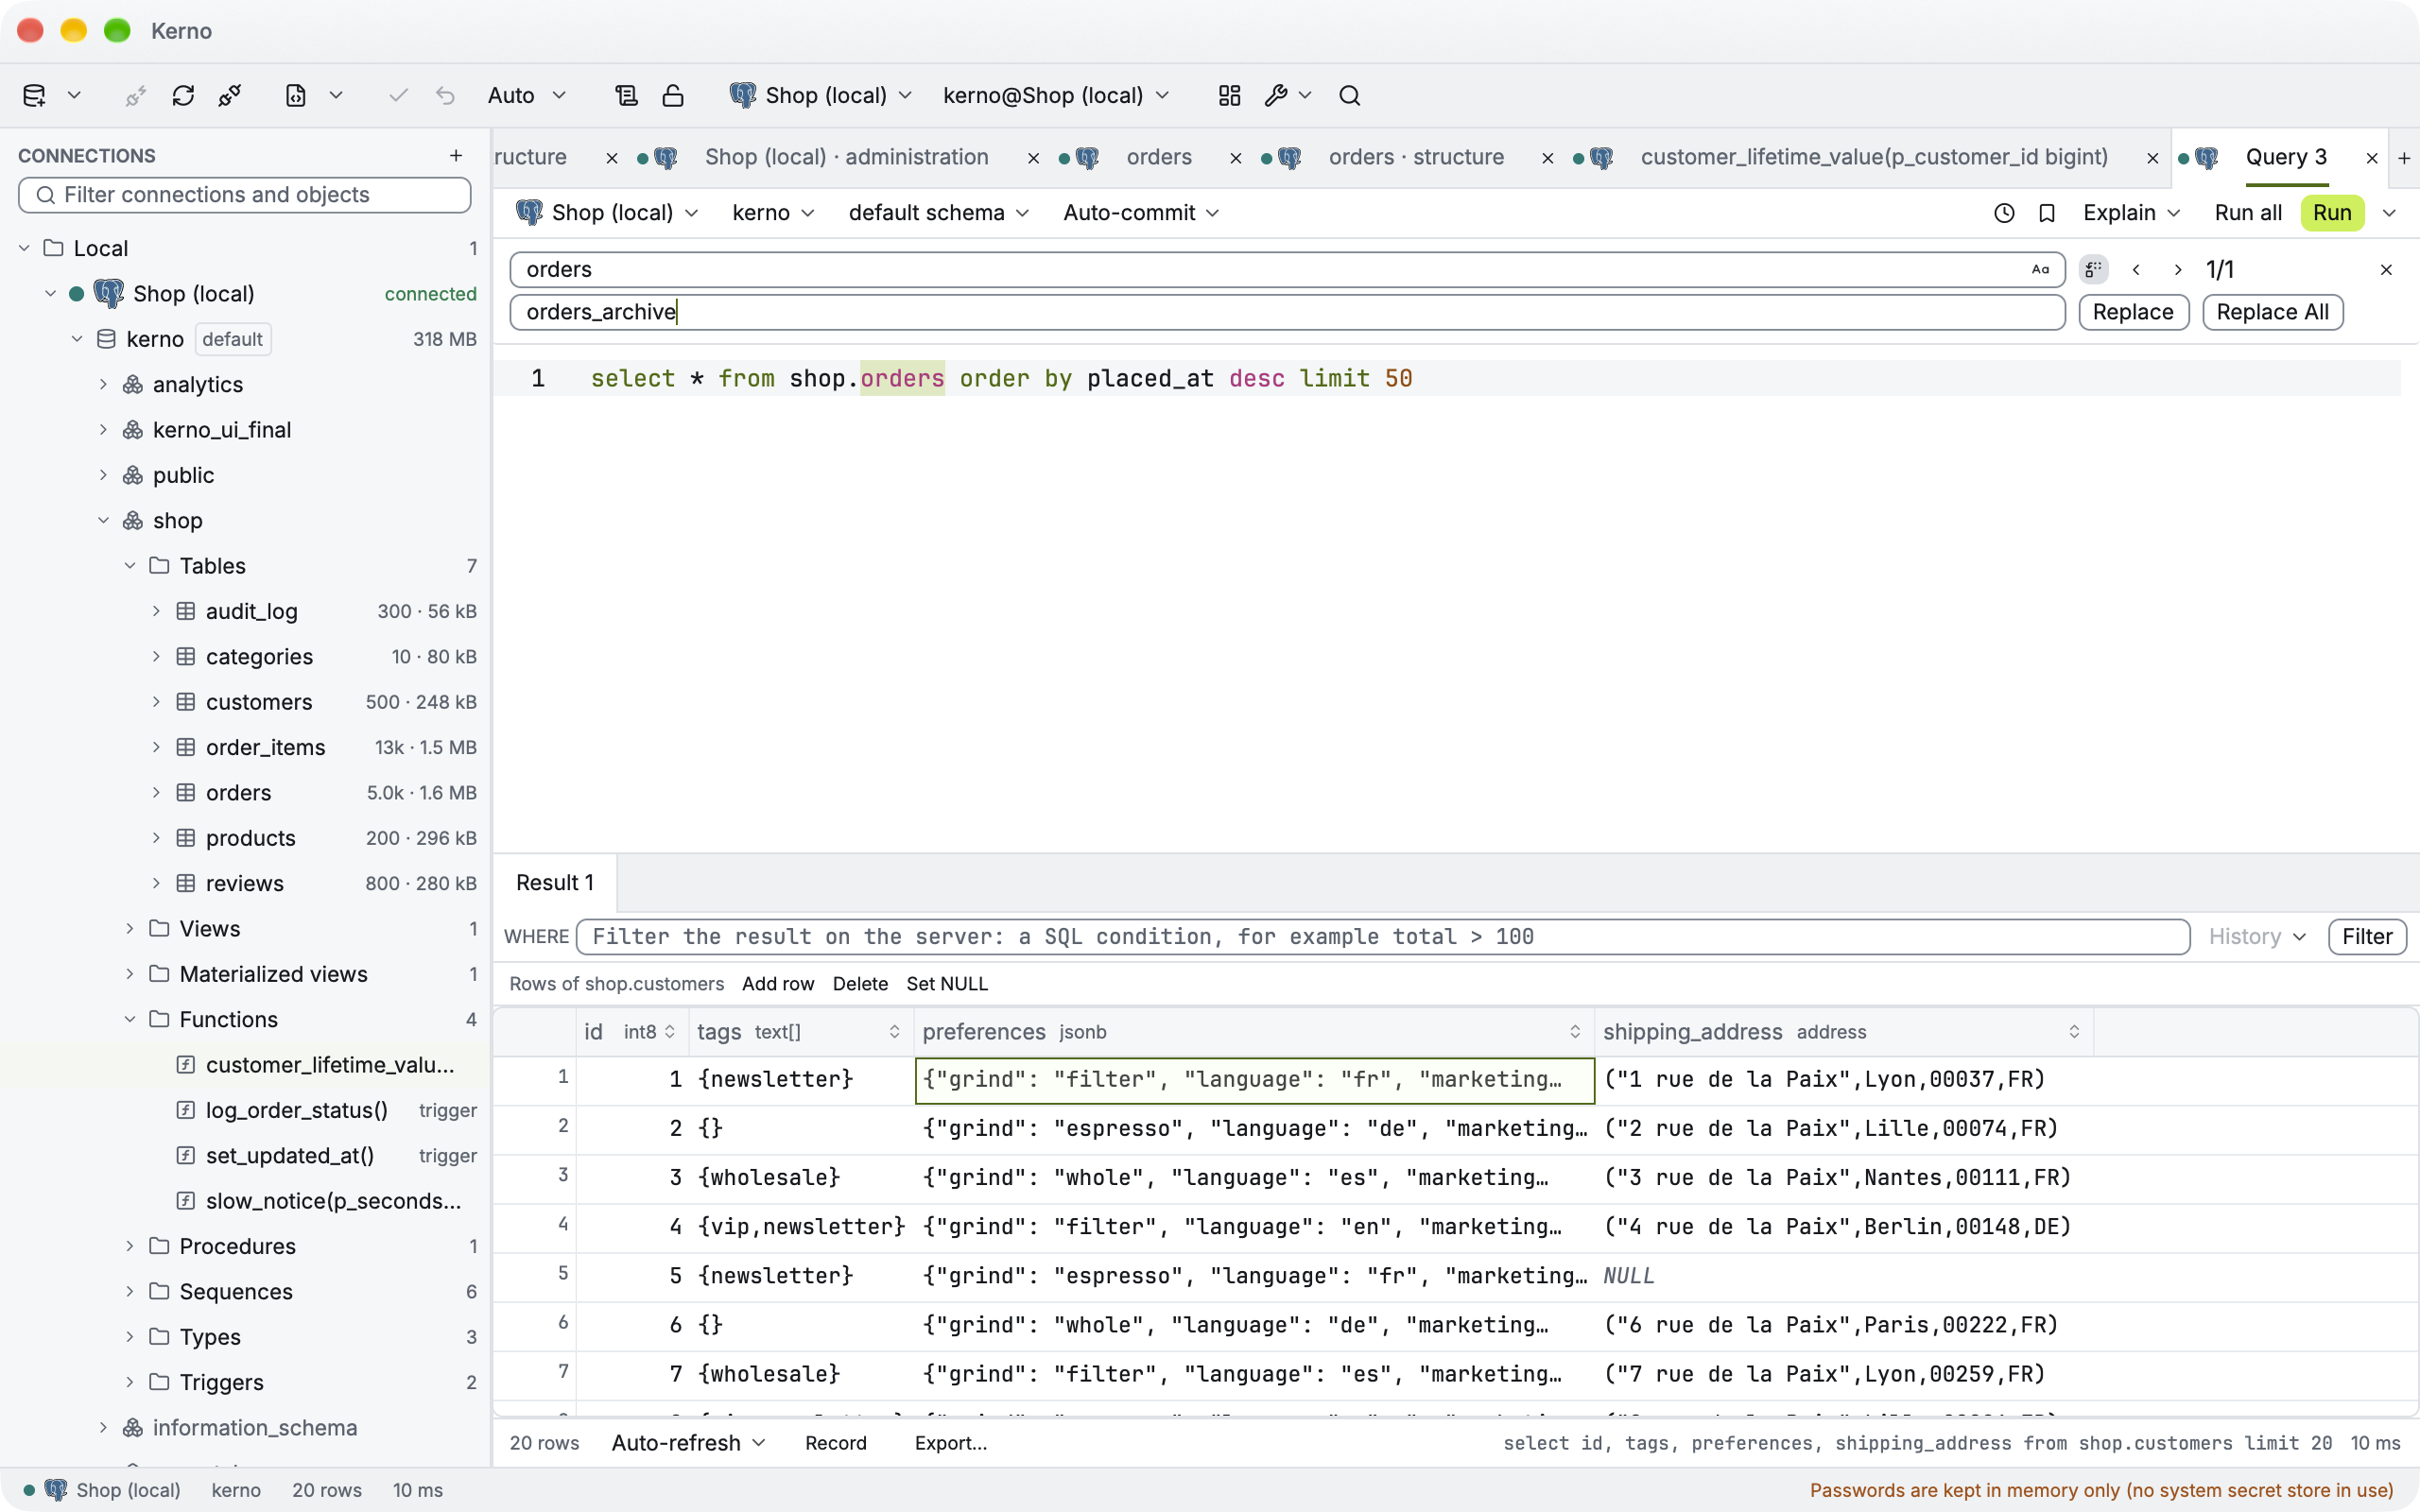 Kerno
Auto
Shop (local)
kerno@Shop (local)
CONNECTIONS
Filter connections and objects
Local 1
Shop (local) connected
kerno default 318 MB
analytics
kerno_ui_final
public
shop
Tables 7
audit_log 300 · 56 kB
categories 10 · 80 kB
customers 500 · 248 kB
order_items 13k · 1.5 MB
orders 5.0k · 1.6 MB
products 200 · 296 kB
reviews 800 · 280 kB
Views 1
Materialized views 1
Functions 4
customer_lifetime_valu...
log_order_status() trigger
set_updated_at() trigger
slow_notice(p_seconds...
Procedures 1
Sequences 6
Types 3
Triggers 2
information_schema
ructure
Shop (local) · administration
orders
orders · structure
customer_lifetime_value(p_customer_id bigint)
Query 3
Shop (local) kerno default schema Auto-commit Explain Run all Run
orders Aa 1/1
orders_archive Replace Replace All
1 select * from shop.orders order by placed_at desc limit 50
Result 1
WHERE Filter the result on the server: a SQL condition, for example total > 100 History Filter
Rows of shop.customers Add row Delete Set NULL
id int8 tags text[] preferences jsonb shipping_address address
1 1 {newsletter} {"grind": "filter", "language": "fr", "marketing… ("1 rue de la Paix",Lyon,00037,FR)
2 2 {} {"grind": "espresso", "language": "de", "marketing… ("2 rue de la Paix",Lille,00074,FR)
3 3 {wholesale} {"grind": "whole", "language": "es", "marketing… ("3 rue de la Paix",Nantes,00111,FR)
4 4 {vip,newsletter} {"grind": "filter", "language": "en", "marketing… ("4 rue de la Paix",Berlin,00148,DE)
5 5 {newsletter} {"grind": "espresso", "language": "fr", "marketing… NULL
6 6 {} {"grind": "whole", "language": "de", "marketing… ("6 rue de la Paix",Paris,00222,FR)
7 7 {wholesale} {"grind": "filter", "language": "es", "marketing… ("7 rue de la Paix",Lyon,00259,FR)
20 rows Auto-refresh Record Export... select id, tags, preferences, shipping_address from shop.customers limit 20 10 ms
Shop (local) kerno 20 rows 10 ms Passwords are kept in memory only (no system secret store in use)